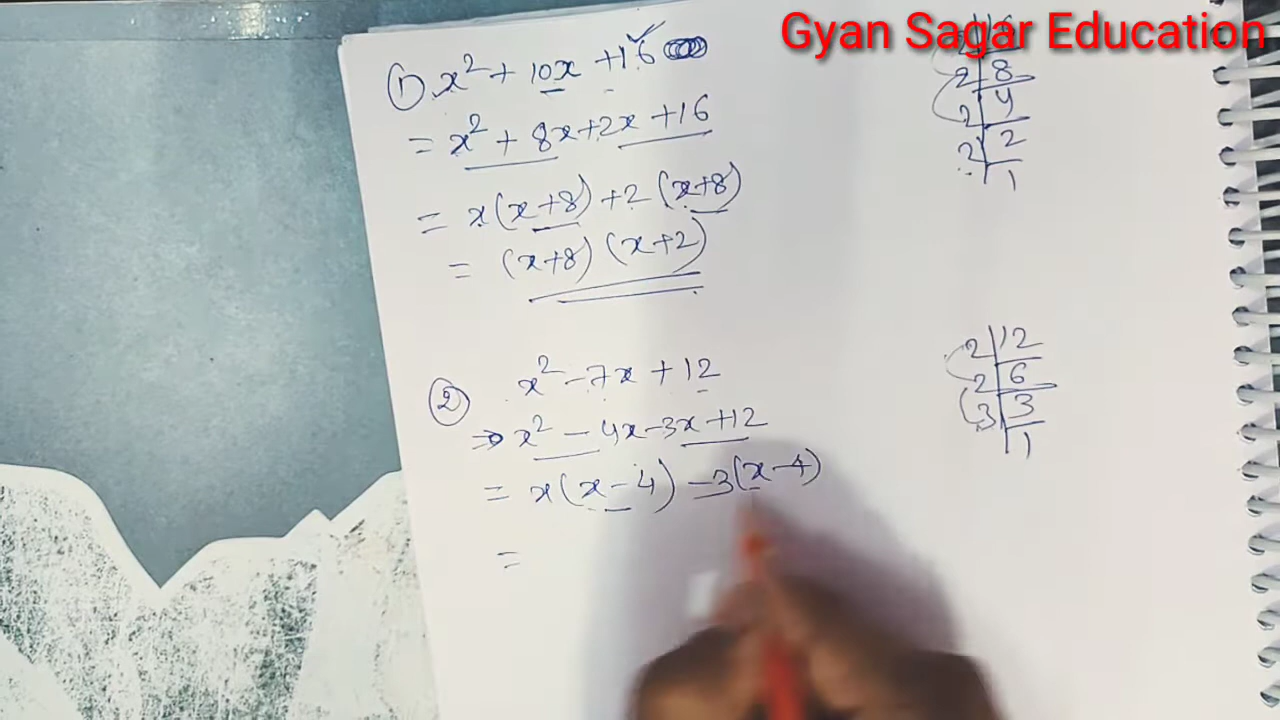 Gyan Sagar Education
① x² + 10x + 16
= x² + 8x + 2x + 16
= x(x+8) + 2(x+8)
= (x+8) (x+2)
2 | 16
2 | 8
2 | 4
2 | 2
1
② x² - 7x + 12
⇒ x² - 4x - 3x + 12
= x(x-4) -3(x-4)
=
2 | 12
2 | 6
3 | 3
1